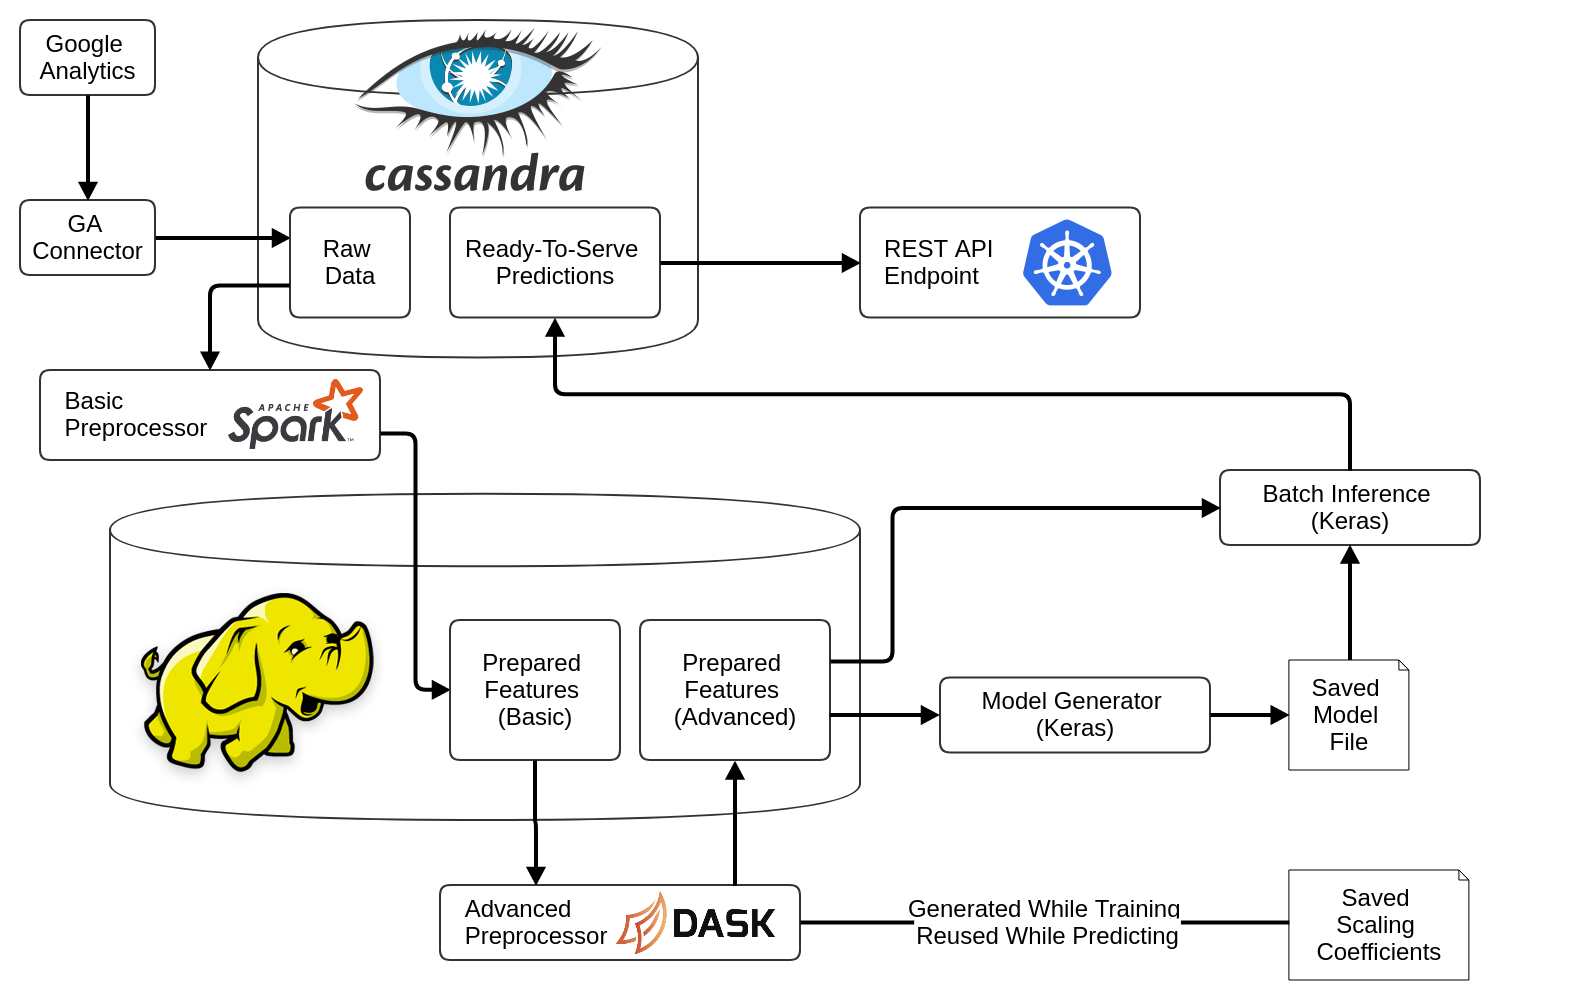 Google
Analytics
cassandra
GA
Connector
Raw
Data
Ready-To-Serve
Predictions
REST API
Endpoint
Basic
Preprocessor
APACHE
Spark™
Batch Inference
(Keras)
Prepared
Features
(Basic)
Prepared
Features
(Advanced)
Model Generator
(Keras)
Saved
Model
File
Advanced
Preprocessor
DASK
Generated While Training
Reused While Predicting
Saved
Scaling
Coefficients